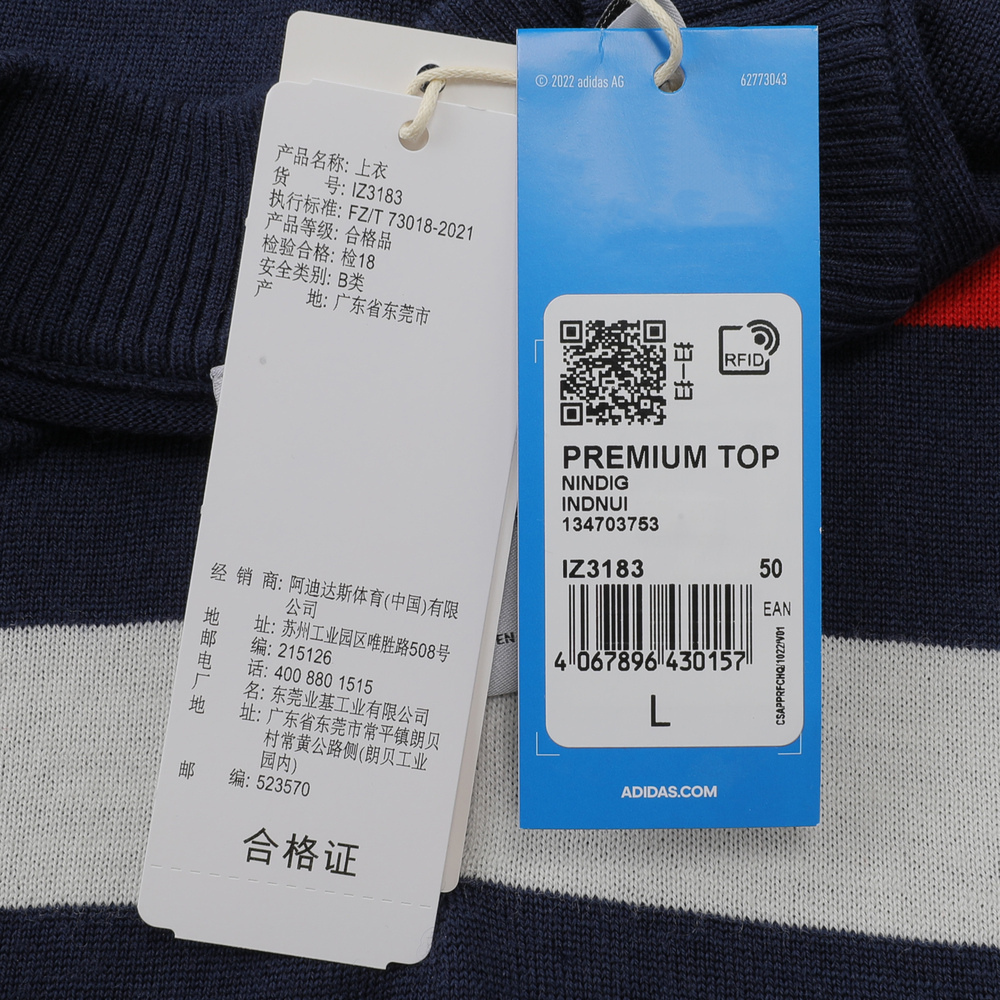 产品名称: 上衣
货 号: IZ3183
执行标准: FZ/T 73018-2021
产品等级: 合格品
检验合格: 检18
安全类别: B类
产 地: 广东省东莞市
经 销 商: 阿迪达斯体育(中国)有限
公司
地 址: 苏州工业园区唯胜路508号
邮 编: 215126
电 话: 400 880 1515
厂 名: 东莞业基工业有限公司
地 址: 广东省东莞市常平镇朗贝
村常黄公路侧(朗贝工业
园内)
邮 编: 523570
合格证
EN
© 2022 adidas AG
62773043
扫一扫
RFID
PREMIUM TOP
NINDIG
INDNUI
134703753
IZ3183 50
EAN
4 067896 430157
CSAPPRFCHQ/1022/V01
L
ADIDAS.COM